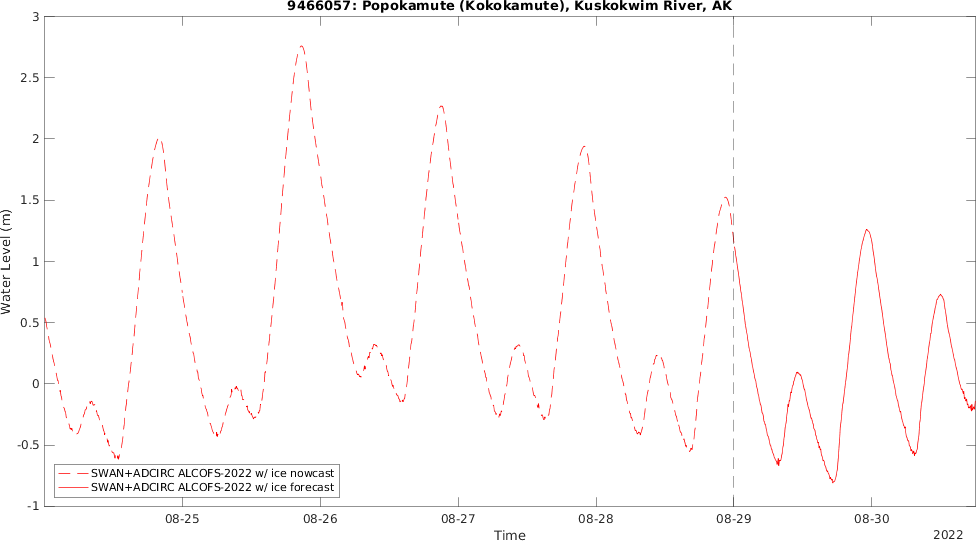 9466057: Popokamute (Kokokamute), Kuskokwim River, AK
3
2.5
2
1.5
1
0.5
0
-0.5
-1
Water Level (m)
SWAN+ADCIRC ALCOFS-2022 w/ ice nowcast
SWAN+ADCIRC ALCOFS-2022 w/ ice forecast
08-25 08-26 08-27 08-28 08-29 08-30
Time
2022